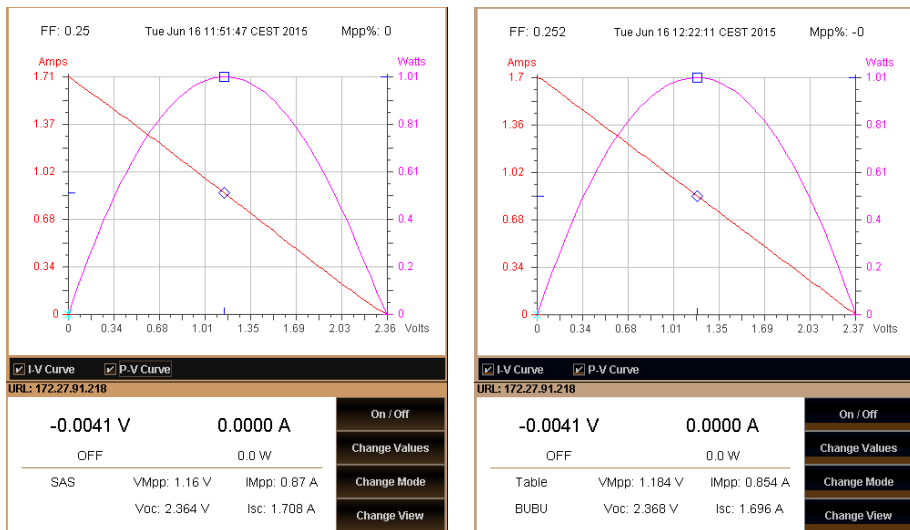 FF: 0.25 Tue Jun 16 11:51:47 CEST 2015 Mpp%: 0
Amps Watts
1.71 1.01
1.37 0.81
1.02 0.61
0.68 0.4
0.34 0.2
0 0
0 0.34 0.68 1.01 1.35 1.69 2.03 2.36 Volts
I-V Curve P-V Curve
URL: 172.27.91.218
-0.0041 V 0.0000 A
OFF 0.0 W
SAS VMpp: 1.16 V IMpp: 0.87 A
Voc: 2.364 V Isc: 1.708 A
On / Off
Change Values
Change Mode
Change View
FF: 0.252 Tue Jun 16 12:22:11 CEST 2015 Mpp%: -0
Amps Watts
1.7 1.01
1.36 0.81
1.02 0.61
0.68 0.4
0.34 0.2
0 0
0 0.34 0.68 1.01 1.35 1.69 2.03 2.37 Volts
I-V Curve P-V Curve
URL: 172.27.91.218
-0.0041 V 0.0000 A
OFF 0.0 W
Table VMpp: 1.184 V IMpp: 0.854 A
BUBU Voc: 2.368 V Isc: 1.696 A
On / Off
Change Values
Change Mode
Change View